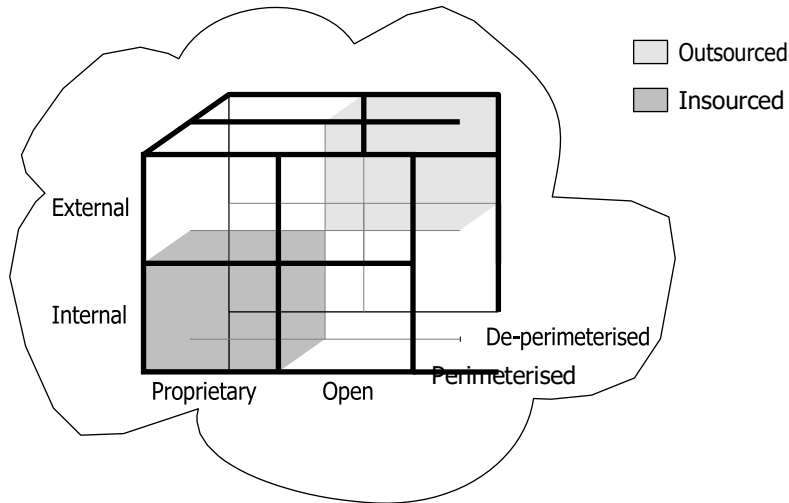 Outsourced
Insourced
External
Internal
De-perimeterised
Perimeterised
Proprietary
Open